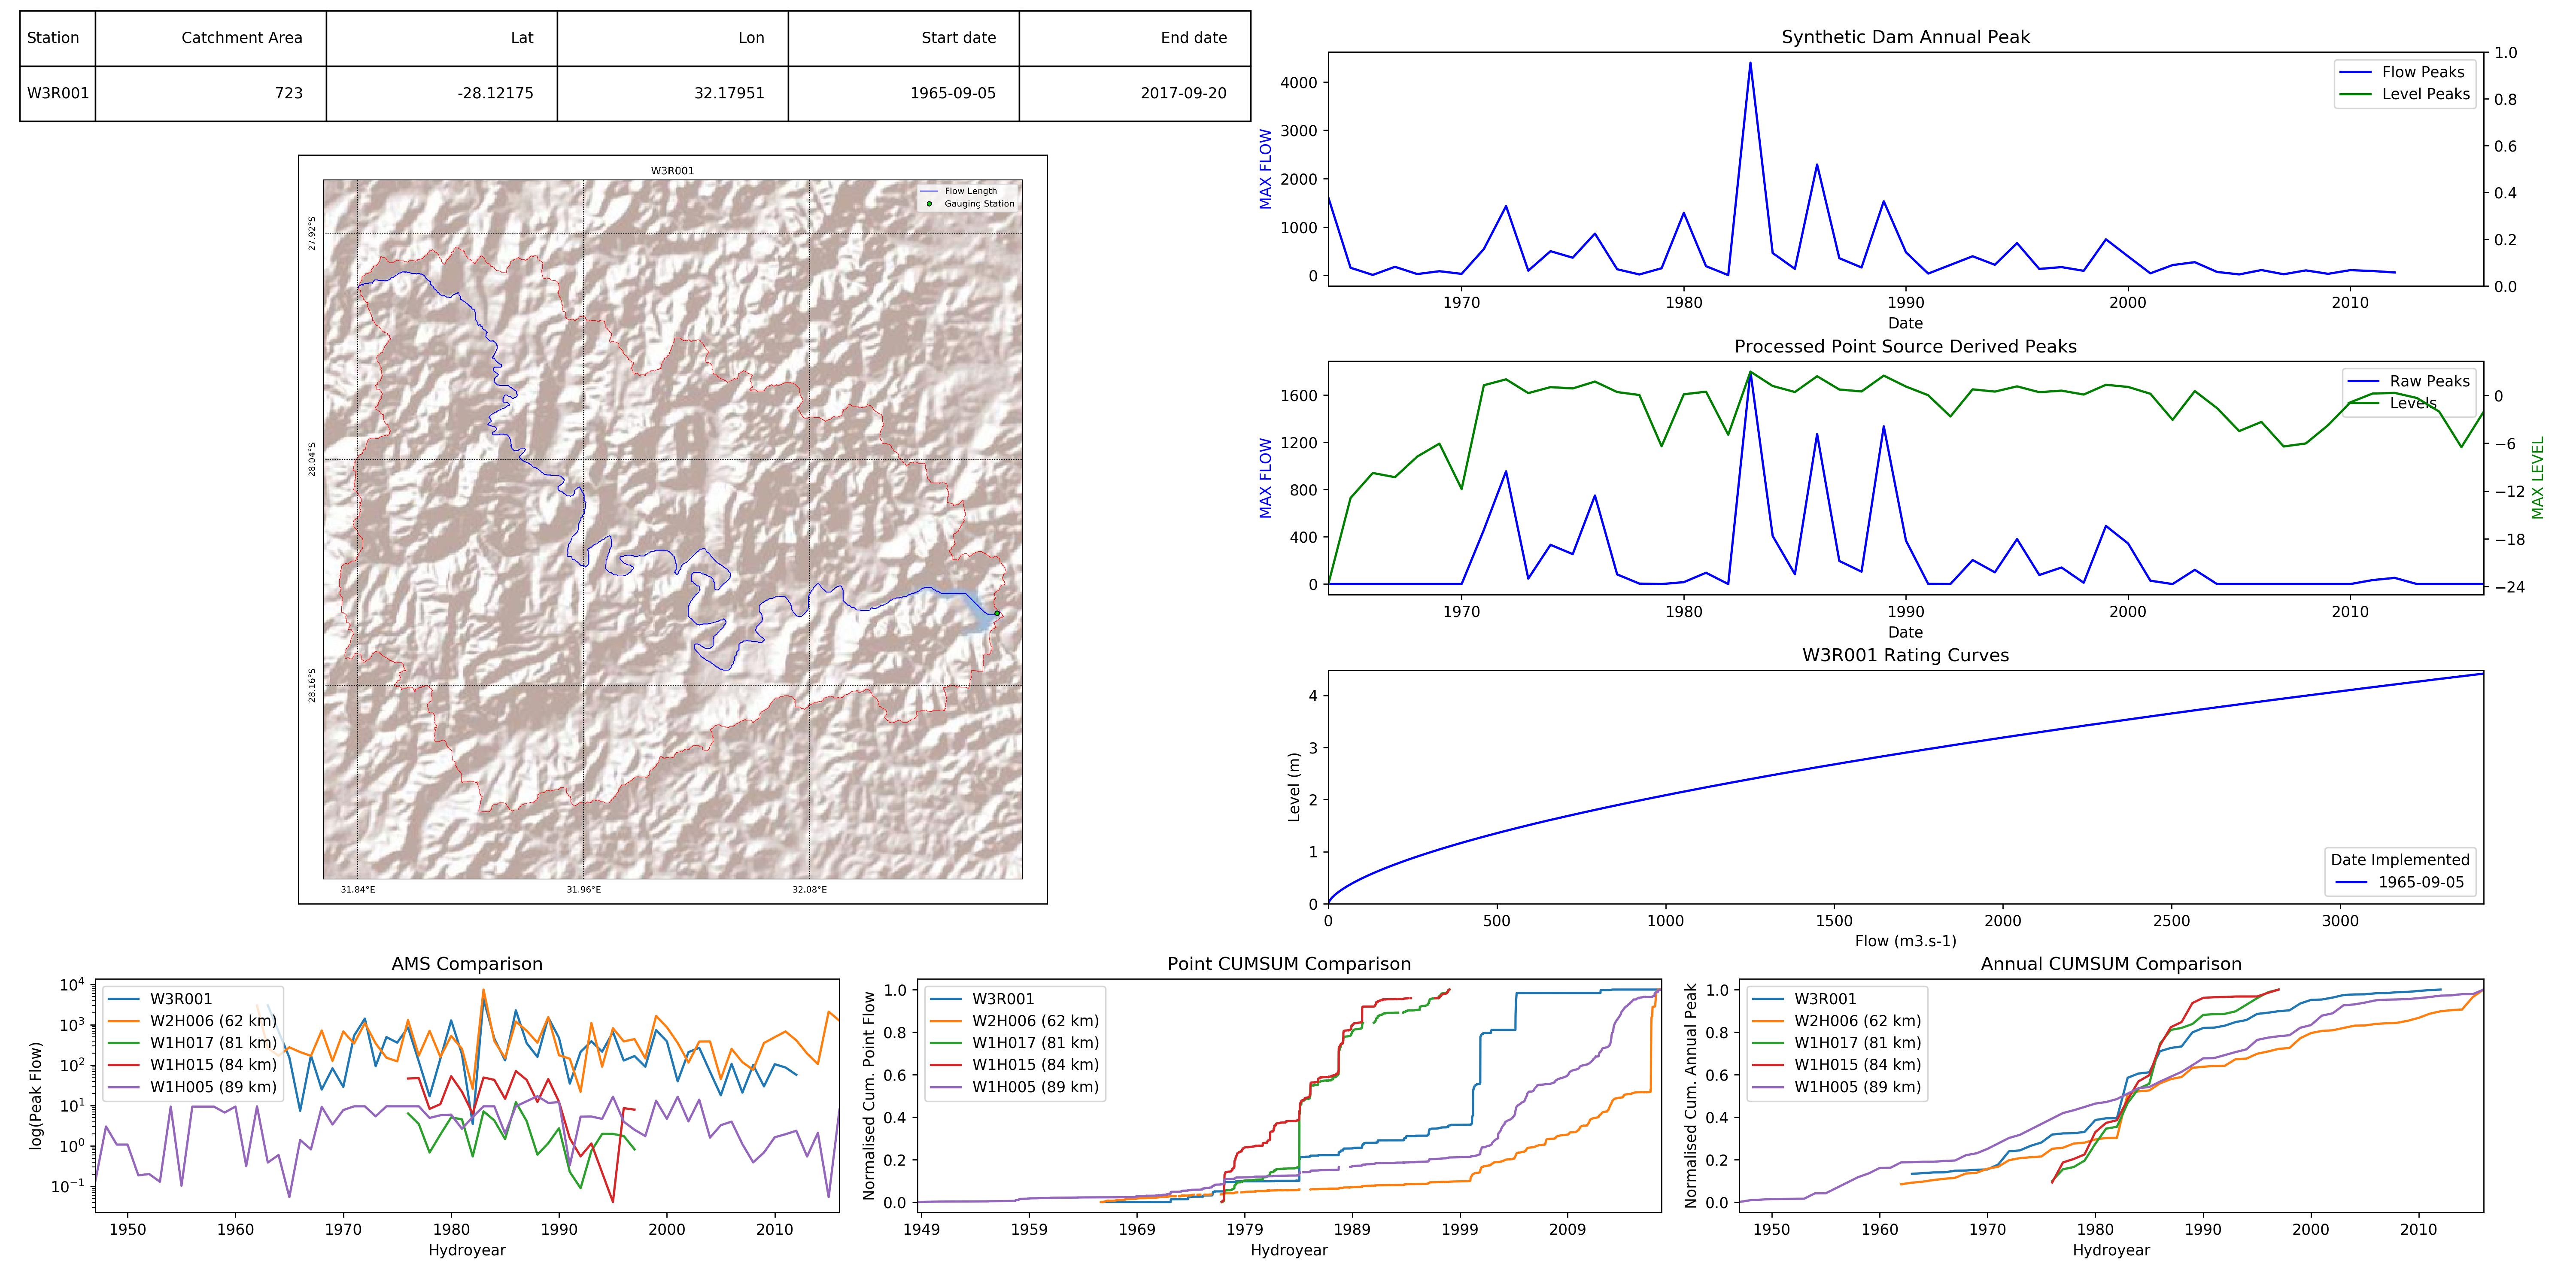 Station Catchment Area Lat Lon Start date End date
W3R001 723 -28.12175 32.17951 1965-09-05 2017-09-20
W3R001
Flow Length
Gauging Station
27.92°S
28.04°S
28.16°S
31.84°E 31.96°E 32.08°E
Synthetic Dam Annual Peak
MAX FLOW
4000
3000
2000
1000
0
1.0
0.8
0.6
0.4
0.2
0.0
Flow Peaks
Level Peaks
1970 1980 1990 2000 2010
Date
Processed Point Source Derived Peaks
MAX FLOW
1600
1200
800
400
0
0
−6
−12
−18
−24
MAX LEVEL
Raw Peaks
Levels
1970 1980 1990 2000 2010
Date
W3R001 Rating Curves
Level (m)
4
3
2
1
0
Date Implemented
1965-09-05
0 500 1000 1500 2000 2500 3000
Flow (m3.s-1)
AMS Comparison
log(Peak Flow)
10⁴
10³
10²
10¹
10⁰
10⁻¹
W3R001
W2H006 (62 km)
W1H017 (81 km)
W1H015 (84 km)
W1H005 (89 km)
1950 1960 1970 1980 1990 2000 2010
Hydroyear
Point CUMSUM Comparison
Normalised Cum. Point Flow
1.0
0.8
0.6
0.4
0.2
0.0
W3R001
W2H006 (62 km)
W1H017 (81 km)
W1H015 (84 km)
W1H005 (89 km)
1949 1959 1969 1979 1989 1999 2009
Hydroyear
Annual CUMSUM Comparison
Normalised Cum. Annual Peak
1.0
0.8
0.6
0.4
0.2
0.0
W3R001
W2H006 (62 km)
W1H017 (81 km)
W1H015 (84 km)
W1H005 (89 km)
1950 1960 1970 1980 1990 2000 2010
Hydroyear